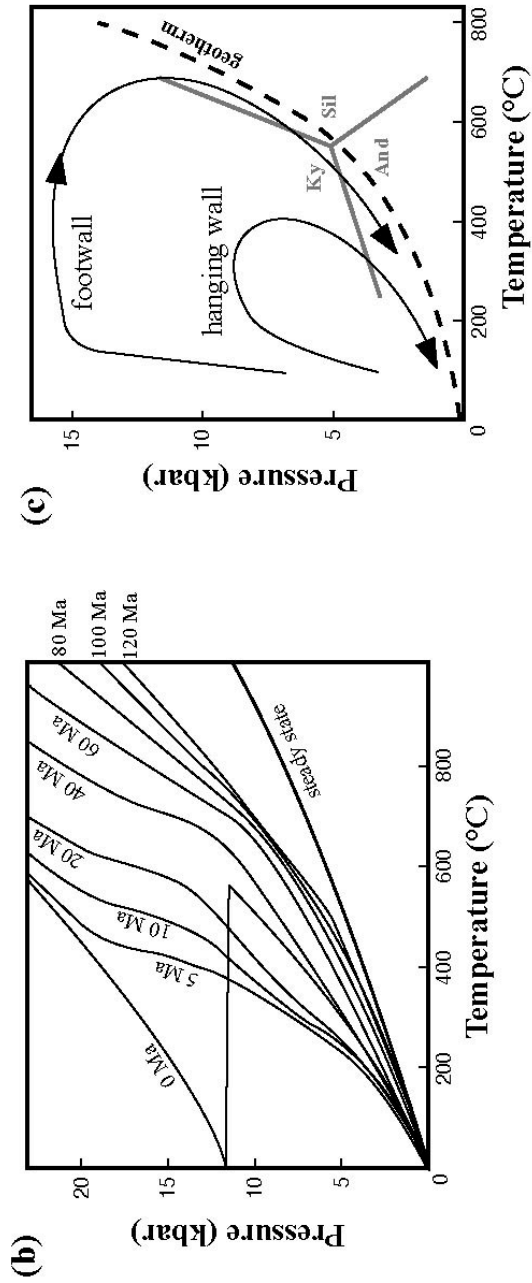 (b)
Pressure (kbar)
20
15
10
5
0
200
400
600
800
Temperature (°C)
0 Ma
5 Ma
10 Ma
20 Ma
40 Ma
60 Ma
80 Ma
100 Ma
120 Ma
steady state
(c)
Pressure (kbar)
15
10
5
0
200
400
600
800
Temperature (°C)
footwall
hanging wall
geotherm
Ky
Sil
And